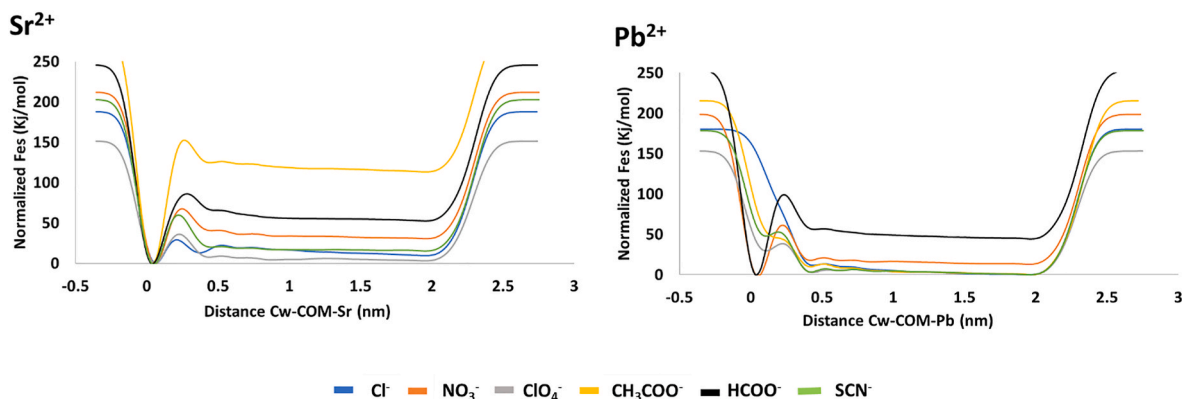 Sr²⁺
Normalized Fes (Kj/mol)
250
200
150
100
50
0
-0.5 0 0.5 1 1.5 2 2.5 3
Distance Cw-COM-Sr (nm)
Pb²⁺
Normalized Fes (Kj/mol)
250
200
150
100
50
0
-0.5 0 0.5 1 1.5 2 2.5 3
Distance Cw-COM-Pb (nm)
Cl⁻ NO₃⁻ ClO₄⁻ CH₃COO⁻ HCOO⁻ SCN⁻